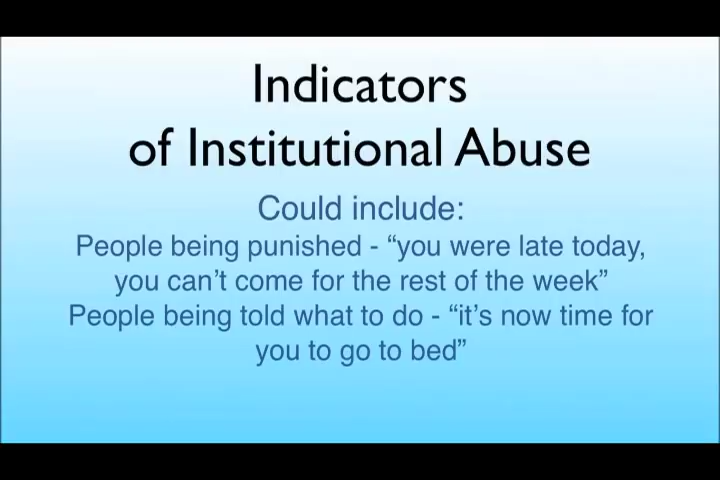 Indicators
of Institutional Abuse
Could include:
People being punished - “you were late today,
you can’t come for the rest of the week”
People being told what to do - “it’s now time for
you to go to bed”